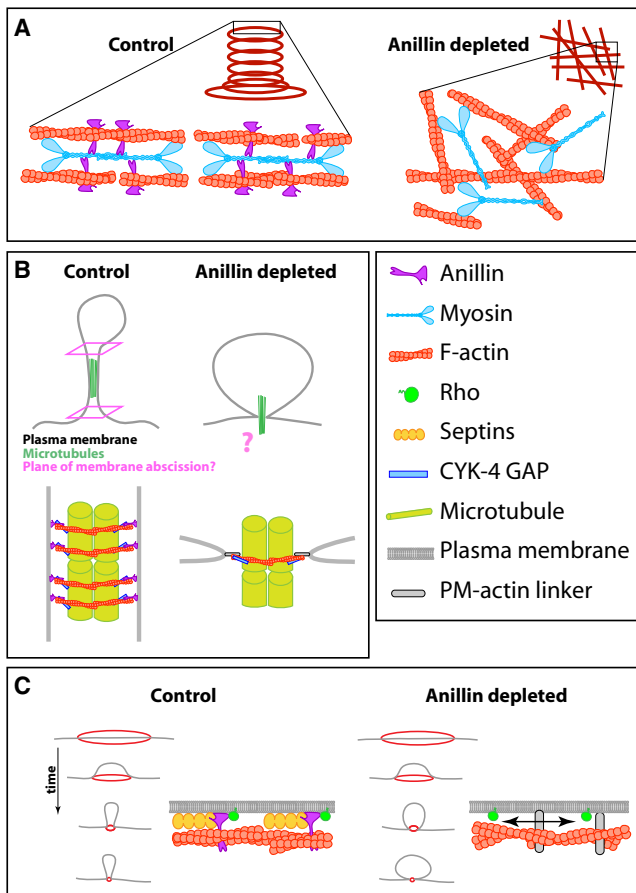 A
Control
Anillin depleted
B
Control
Anillin depleted
?
Plasma membrane
Microtubules
Plane of membrane abscission?
Anillin
Myosin
F-actin
Rho
Septins
CYK-4 GAP
Microtubule
Plasma membrane
PM-actin linker
C
Control
Anillin depleted
time